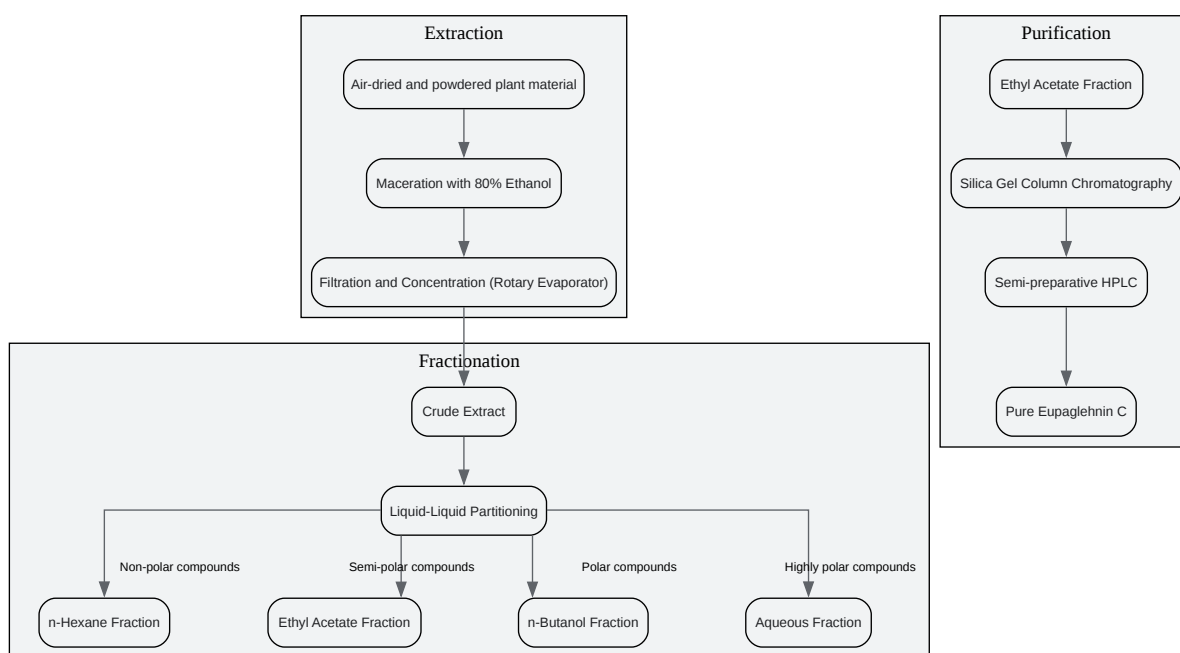 Extraction
Air-dried and powdered plant material
Maceration with 80% Ethanol
Filtration and Concentration (Rotary Evaporator)
Fractionation
Crude Extract
Liquid-Liquid Partitioning
Non-polar compounds
Semi-polar compounds
Polar compounds
Highly polar compounds
n-Hexane Fraction
Ethyl Acetate Fraction
n-Butanol Fraction
Aqueous Fraction
Purification
Ethyl Acetate Fraction
Silica Gel Column Chromatography
Semi-preparative HPLC
Pure Eupaglehnin C